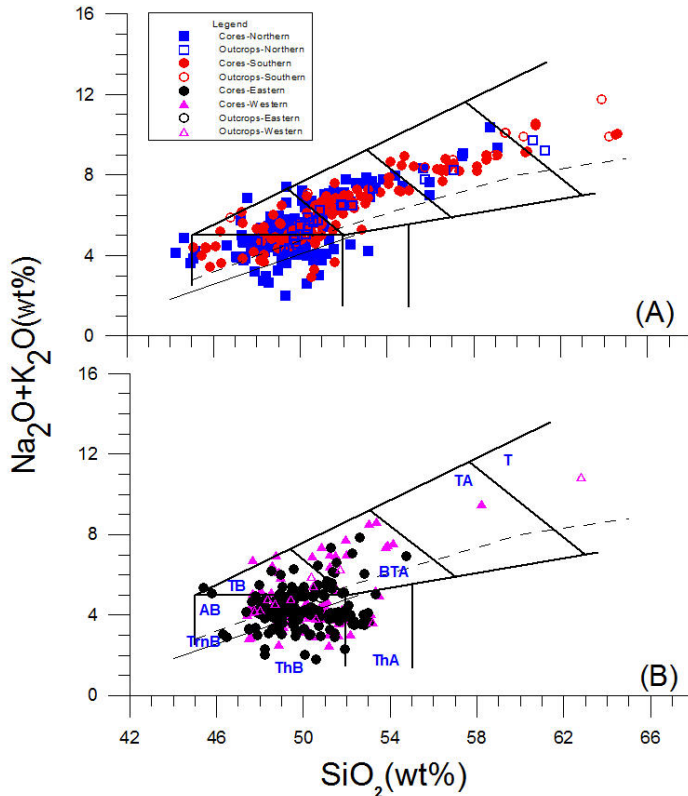 16
12
8
4
0
Legend
Cores-Northern
Outcrops-Northern
Cores-Southern
Outcrops-Southern
Cores-Eastern
Cores-Western
Outcrops-Eastern
Outcrops-Western
(A)
Na₂O+K₂O(wt%)
16
12
8
4
0
T
TA
BTA
TB
AB
TrnB
ThB
ThA
(B)
42 46 50 54 58 62 66
SiO₂(wt%)